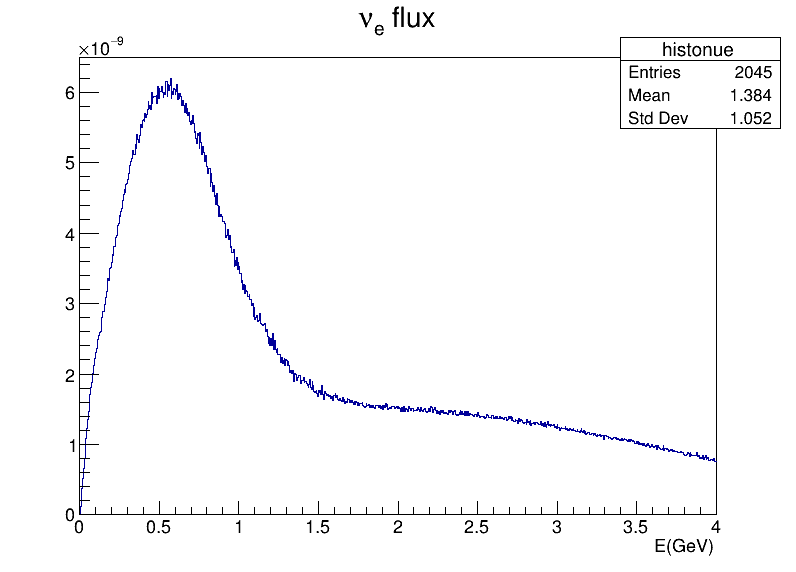 νe flux
×10−9
histonue
Entries 2045
Mean 1.384
Std Dev 1.052
6
5
4
3
2
1
0
0 0.5 1 1.5 2 2.5 3 3.5 4
E(GeV)